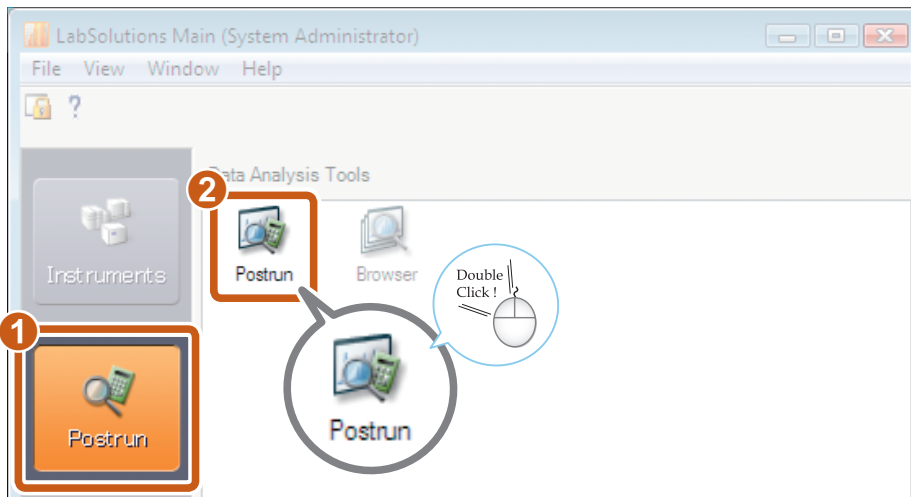 LabSolutions Main (System Administrator)
File View Window Help
?
Data Analysis Tools
2
Instruments
Postrun
Browser
Double
Click !
1
Postrun
Postrun